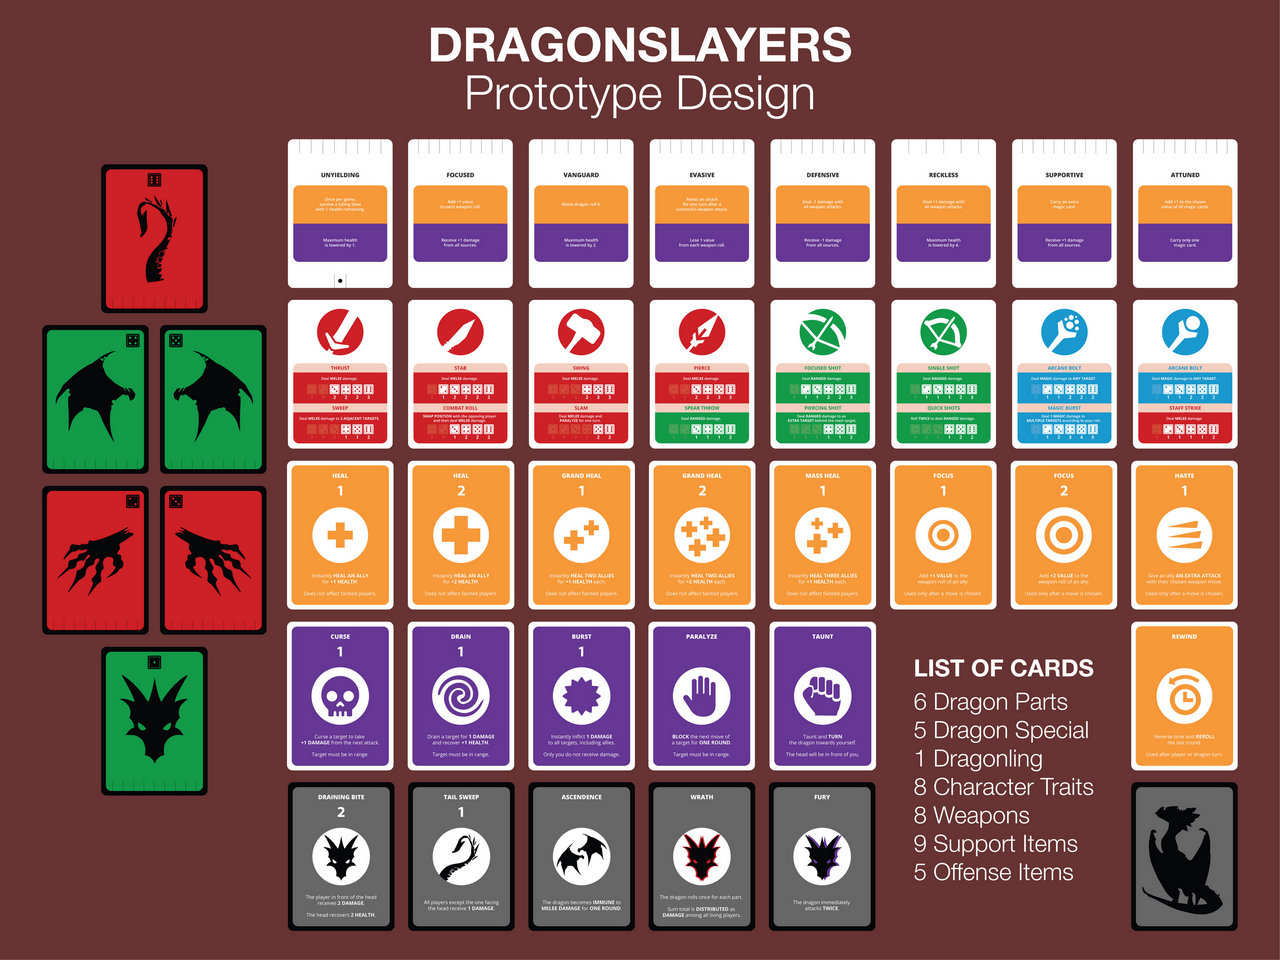 DRAGONSLAYERS
Prototype Design
UNYIELDING
Once per game,
survive a killing blow
with 1 Health remaining.
Maximum health
is lowered by 1.
FOCUSED
Add +1 value
to each weapon roll.
Receive +1 damage
from all sources.
VANGUARD
Resist dragon roll 6.
Maximum health
is lowered by 2.
EVASIVE
Resist an attack
for one turn after a
successful weapon attack.
Lose 1 value
from each weapon roll.
DEFENSIVE
Deal -1 damage with
all weapon attacks.
Receive -1 damage
from all sources.
RECKLESS
Deal +1 damage with
all weapon attacks.
Maximum health
is lowered by 4.
SUPPORTIVE
Carry an extra
magic card.
Receive +1 damage
from all sources.
ATTUNED
Add +1 to the shown
value of all magic cards.
Carry only one
magic card.
THRUST
Deal MELEE damage.
SWEEP
Deal MELEE damage to 2 ADJACENT TARGETS.
STAB
Deal MELEE damage.
COMBAT ROLL
SWAP POSITION with the opposing player
and then deal MELEE damage.
SWING
Deal MELEE damage.
SLAM
Deal MELEE damage and
PARALYZE for one turn.
PIERCE
Deal MELEE damage.
SPEAR THROW
Deal RANGED damage.
FOCUSED SHOT
Deal RANGED damage.
PIERCING SHOT
Deal RANGED damage to an
EXTRA TARGET behind the main target.
SINGLE SHOT
Deal RANGED damage.
QUICK SHOTS
Roll TWICE to deal RANGED damage.
ARCANE BOLT
Deal MAGIC damage to ANY TARGET.
MAGIC BURST
Deal 1 MAGIC damage to
MULTIPLE TARGETS according to your roll.
ARCANE BOLT
Deal MAGIC damage to ANY TARGET.
STAFF STRIKE
Deal MELEE damage.
HEAL
1
Instantly HEAL AN ALLY
for +1 HEALTH.
Does not affect fainted players.
HEAL
2
Instantly HEAL AN ALLY
for +2 HEALTH.
Does not affect fainted players.
GRAND HEAL
1
Instantly HEAL TWO ALLIES
for +1 HEALTH each.
Does not affect fainted players.
GRAND HEAL
2
Instantly HEAL TWO ALLIES
for +2 HEALTH each.
Does not affect fainted players.
MASS HEAL
1
Instantly HEAL THREE ALLIES
for +1 HEALTH each.
Does not affect fainted players.
FOCUS
1
Add +1 VALUE to the
weapon roll of an ally.
Used only after a move is chosen.
FOCUS
2
Add +2 VALUE to the
weapon roll of an ally.
Used only after a move is chosen.
HASTE
1
Give an ally AN EXTRA ATTACK
with their chosen weapon move.
Used only after a move is chosen.
CURSE
1
Curse a target to take
+1 DAMAGE from the next attack.
Target must be in range.
DRAIN
1
Drain a target for 1 DAMAGE
and recover +1 HEALTH.
Target must be in range.
BURST
1
Instantly inflict 1 DAMAGE
to all targets, including allies.
Only you do not receive damage.
PARALYZE
BLOCK the next move of
a target for ONE ROUND.
Target must be in range.
TAUNT
Taunt and TURN
the dragon towards yourself.
The head will be in front of you.
REWIND
Reverse time and REROLL
the last round.
Used after player or dragon turn.
LIST OF CARDS
6 Dragon Parts
5 Dragon Special
1 Dragonling
8 Character Traits
8 Weapons
9 Support Items
5 Offense Items
DRAINING BITE
2
The player in front of the head
receives 2 DAMAGE.
The head recovers 2 HEALTH.
TAIL SWEEP
1
All players except the one facing
the head receive 1 DAMAGE.
ASCENDENCE
The dragon becomes IMMUNE to
MELEE DAMAGE for ONE ROUND.
WRATH
The dragon rolls once for each part.
Sum total is DISTRIBUTED as
DAMAGE among all living players.
FURY
The dragon immediately
attacks TWICE.